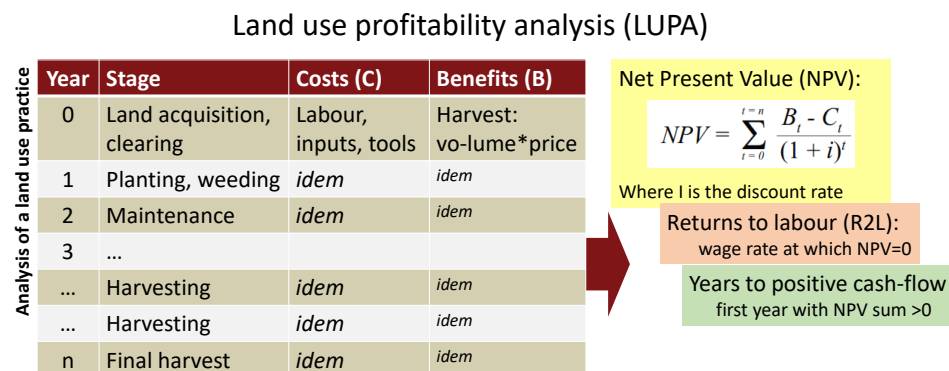 Land use profitability analysis (LUPA)
Analysis of a land use practice
Year Stage Costs (C) Benefits (B)
0 Land acquisition, clearing Labour, inputs, tools Harvest: vo-lume*price
1 Planting, weeding idem idem
2 Maintenance idem idem
3 ...
... Harvesting idem idem
... Harvesting idem idem
n Final harvest idem idem
Net Present Value (NPV):
NPV = t = n ∑ t = 0 B_t - C_t / (1 + i)^t
Where I is the discount rate
Returns to labour (R2L):
wage rate at which NPV=0
Years to positive cash-flow
first year with NPV sum >0